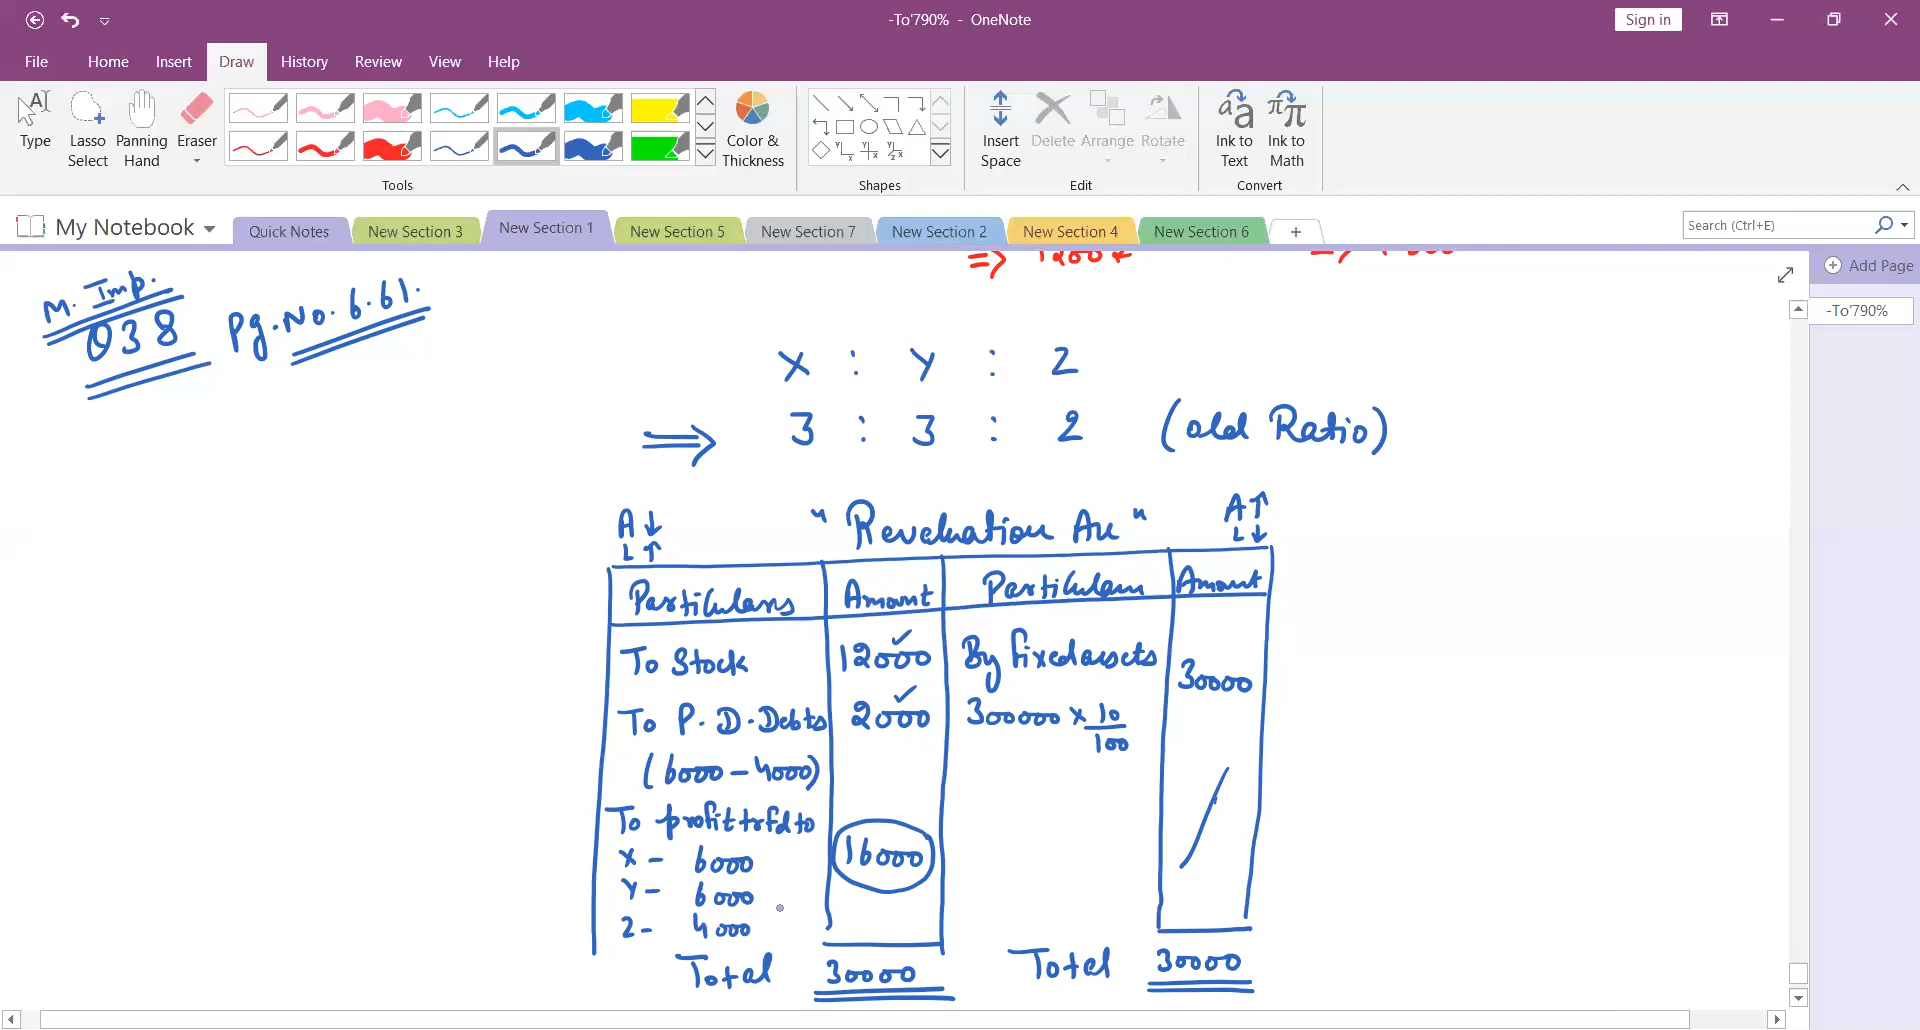 -To'790% - OneNote
Sign in
File Home Insert Draw History Review View Help
Type
Lasso Select
Panning Hand
Eraser
Color & Thickness
Insert Space
Delete
Arrange
Rotate
Ink to Text
Ink to Math
Tools
Shapes
Edit
Convert
My Notebook
Quick Notes
New Section 3
New Section 1
New Section 5
New Section 7
New Section 2
New Section 4
New Section 6
+
Search (Ctrl+E)
Add Page
-To'790%
M. Imp.
Q38 Pg.No. 6.61.
X : Y : Z
⇒ 3 : 3 : 2 (old Ratio)
A↓ "Revaluation A/c" A↑
L↑ L↓
Particulars Amount Particulars Amount
To Stock 12000 By fixed assets 30000
To P.D.Debts 2000 300000 × 10/100
(6000-4000)
To profit trfd to 16000
X - 6000
Y - 6000
Z - 4000
Total 30000 Total 30000